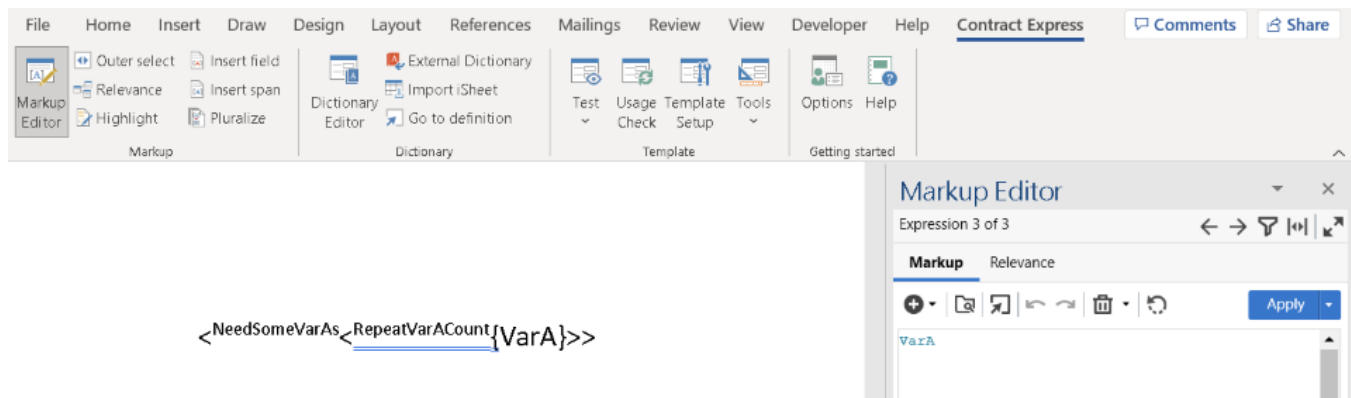 File Home Insert Draw Design Layout References Mailings Review View Developer Help Contract Express Comments Share
Outer select Insert field External Dictionary
Relevance Insert span Import iSheet
Markup Editor Highlight Pluralize Dictionary Editor Go to definition Test Usage Check Template Setup Tools Options Help
Markup Dictionary Template Getting started
Markup Editor
Expression 3 of 3
Markup Relevance
Apply
<NeedSomeVarAs<RepeatVarACount{VarA}>>
VarA